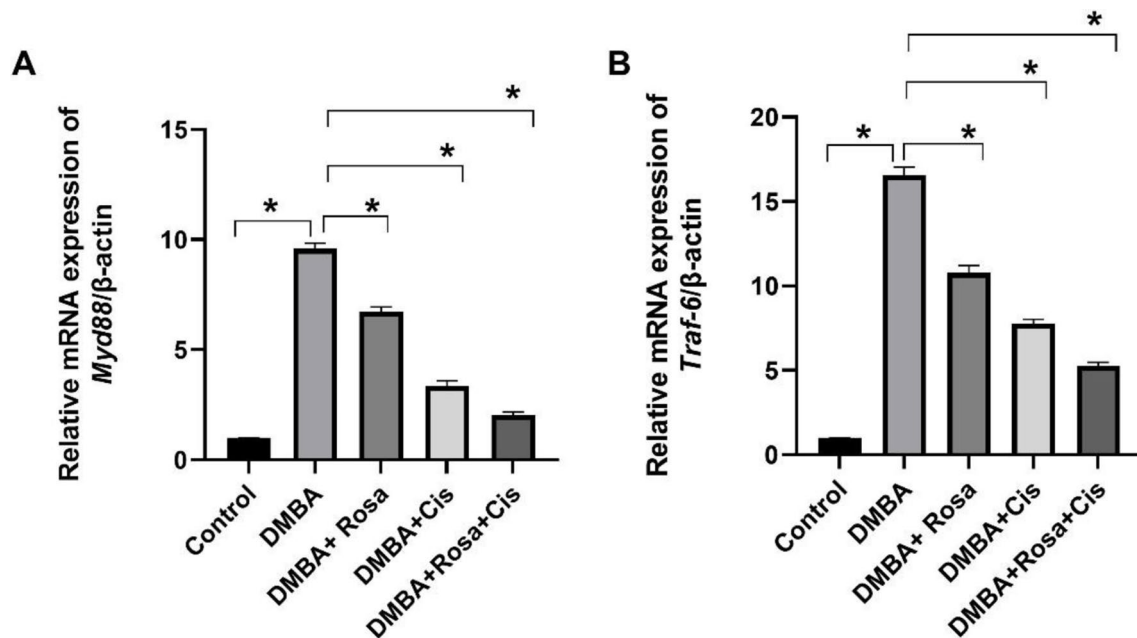 A
Relative mRNA expression of
Myd88/β-actin
15
10
5
0
*
*
*
*
Control
DMBA
DMBA+ Rosa
DMBA+Cis
DMBA+Rosa+Cis
B
Relative mRNA expression of
Traf-6/β-actin
20
15
10
5
0
*
*
*
*
Control
DMBA
DMBA+ Rosa
DMBA+Cis
DMBA+Rosa+Cis